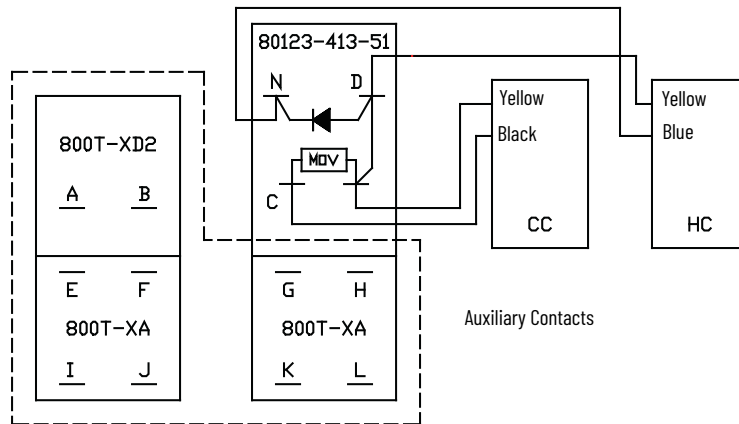 80123-413-51
N D
MOV
C
800T-XD2
A B
E F
800T-XA
I J
G H
800T-XA
K L
Yellow
Black
CC
Yellow
Blue
HC
Auxiliary Contacts